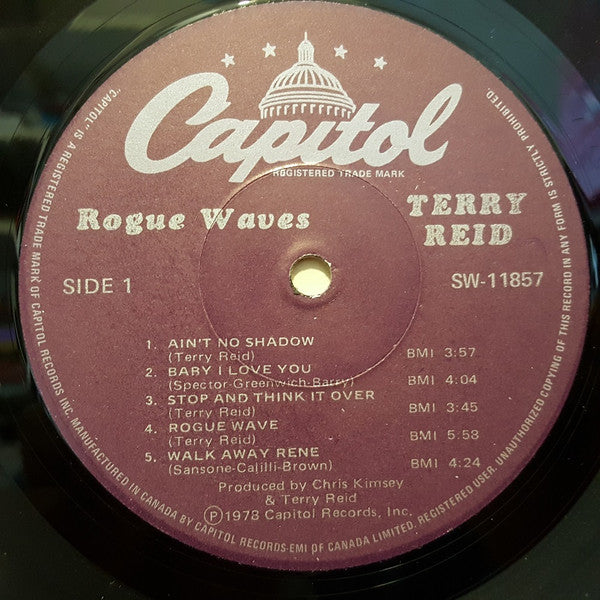 Capitol
REGISTERED TRADE MARK
Rogue Waves
TERRY
REID
SIDE 1
SW-11857
1. AIN'T NO SHADOW
(Terry Reid) BMI 3:57
2. BABY I LOVE YOU
(Spector-Greenwich-Barry) BMI 4:04
3. STOP AND THINK IT OVER
(Terry Reid) BMI 3:45
4. ROGUE WAVE
(Terry Reid) BMI 5:58
5. WALK AWAY RENE
(Sansone-Calilli-Brown) BMI 4:24
Produced by Chris Kimsey
& Terry Reid
Ⓟ 1978 Capitol Records, Inc.
"CAPITOL" IS A REGISTERED TRADE MARK OF CAPITOL RECORDS INC. MANUFACTURED IN CANADA BY CAPITOL RECORDS-EMI OF CANADA LIMITED, REGISTERED USER. UNAUTHORIZED COPYING OF THIS RECORD IN ANY FORM IS STRICTLY PROHIBITED.